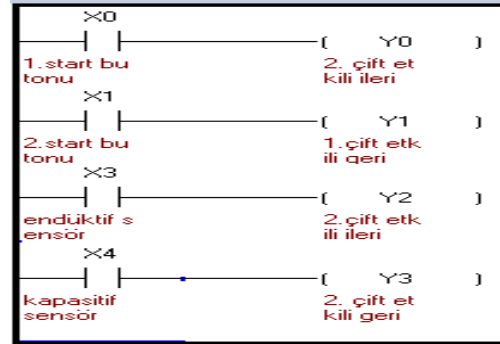 X0
( Y0 )
1.start bu
tonu
2. çift et
kili ileri
X1
( Y1 )
2.start bu
tonu
1.çift etk
ili geri
X3
( Y2 )
endüktif s
ensör
2.çift etk
ili ileri
X4
( Y3 )
kapasitif
sensör
2. çift et
kili geri